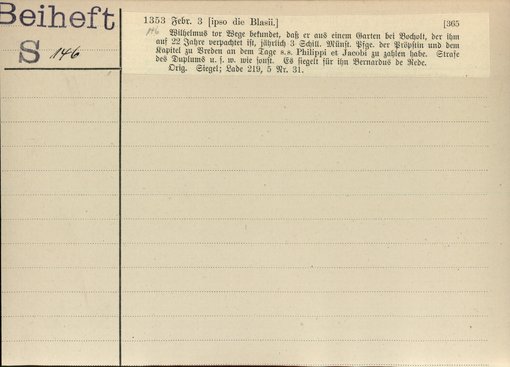 Beiheft
S 146
1353 Febr. 3 [ipso die Blasii.] [365
146
Wilhelmus tor Wege bekundet, daß er aus einem Garten bei Bocholt, der ihm
auf 22 Jahre verpachtet ist, jährlich 3 Schill. Münst. Pfge. der Pröpstin und dem
Kapitel zu Vreden an dem Tage s.s. Philippi et Jacobi zu zahlen habe. Strafe
des Duplums u. s. w. wie sonst. Es siegelt für ihn Bernardus de Rede.
Orig. Siegel; Lade 219, 5 Nr. 31.